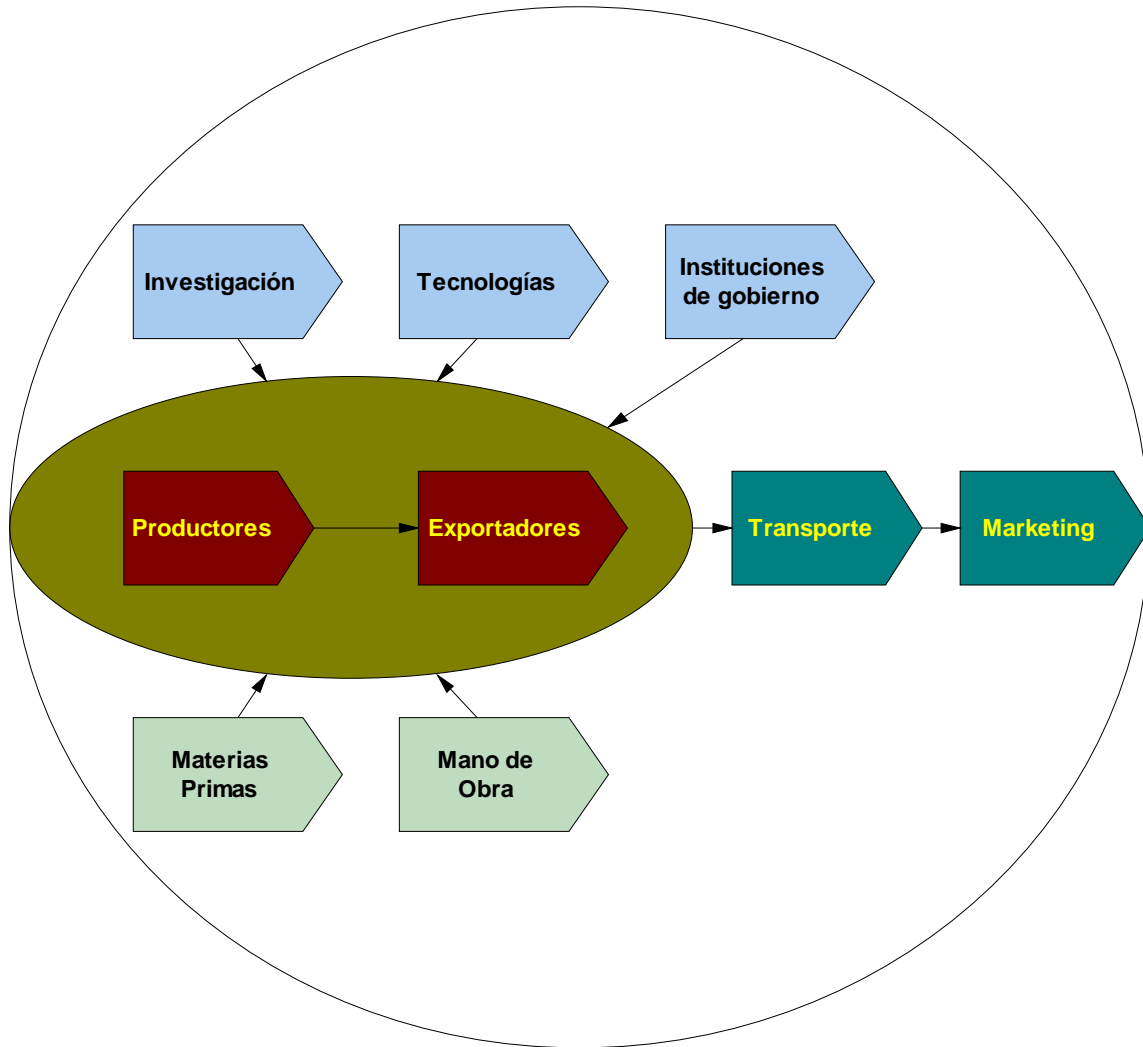 Investigación
Tecnologías
Instituciones
de gobierno
Productores
Exportadores
Transporte
Marketing
Materias
Primas
Mano de
Obra